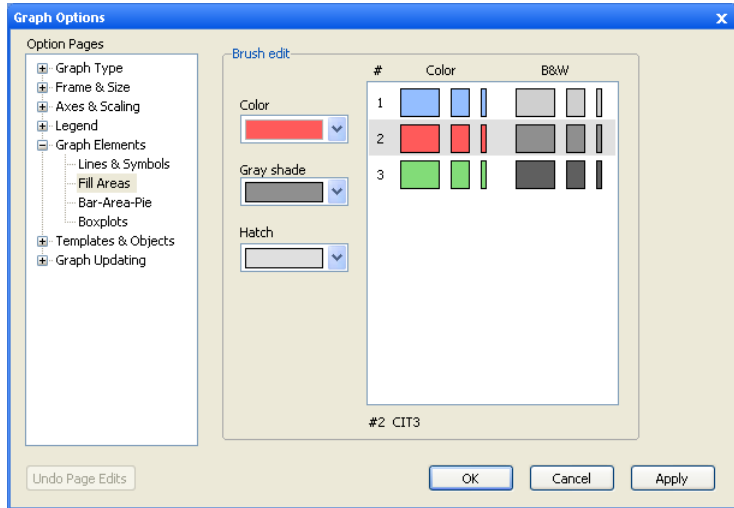 Graph Options
Option Pages
Graph Type
Frame & Size
Axes & Scaling
Legend
Graph Elements
Lines & Symbols
Fill Areas
Bar-Area-Pie
Boxplots
Templates & Objects
Graph Updating
Brush edit
Color
Gray shade
Hatch
# Color B&W
1
2
3
#2 CIT3
Undo Page Edits
OK
Cancel
Apply